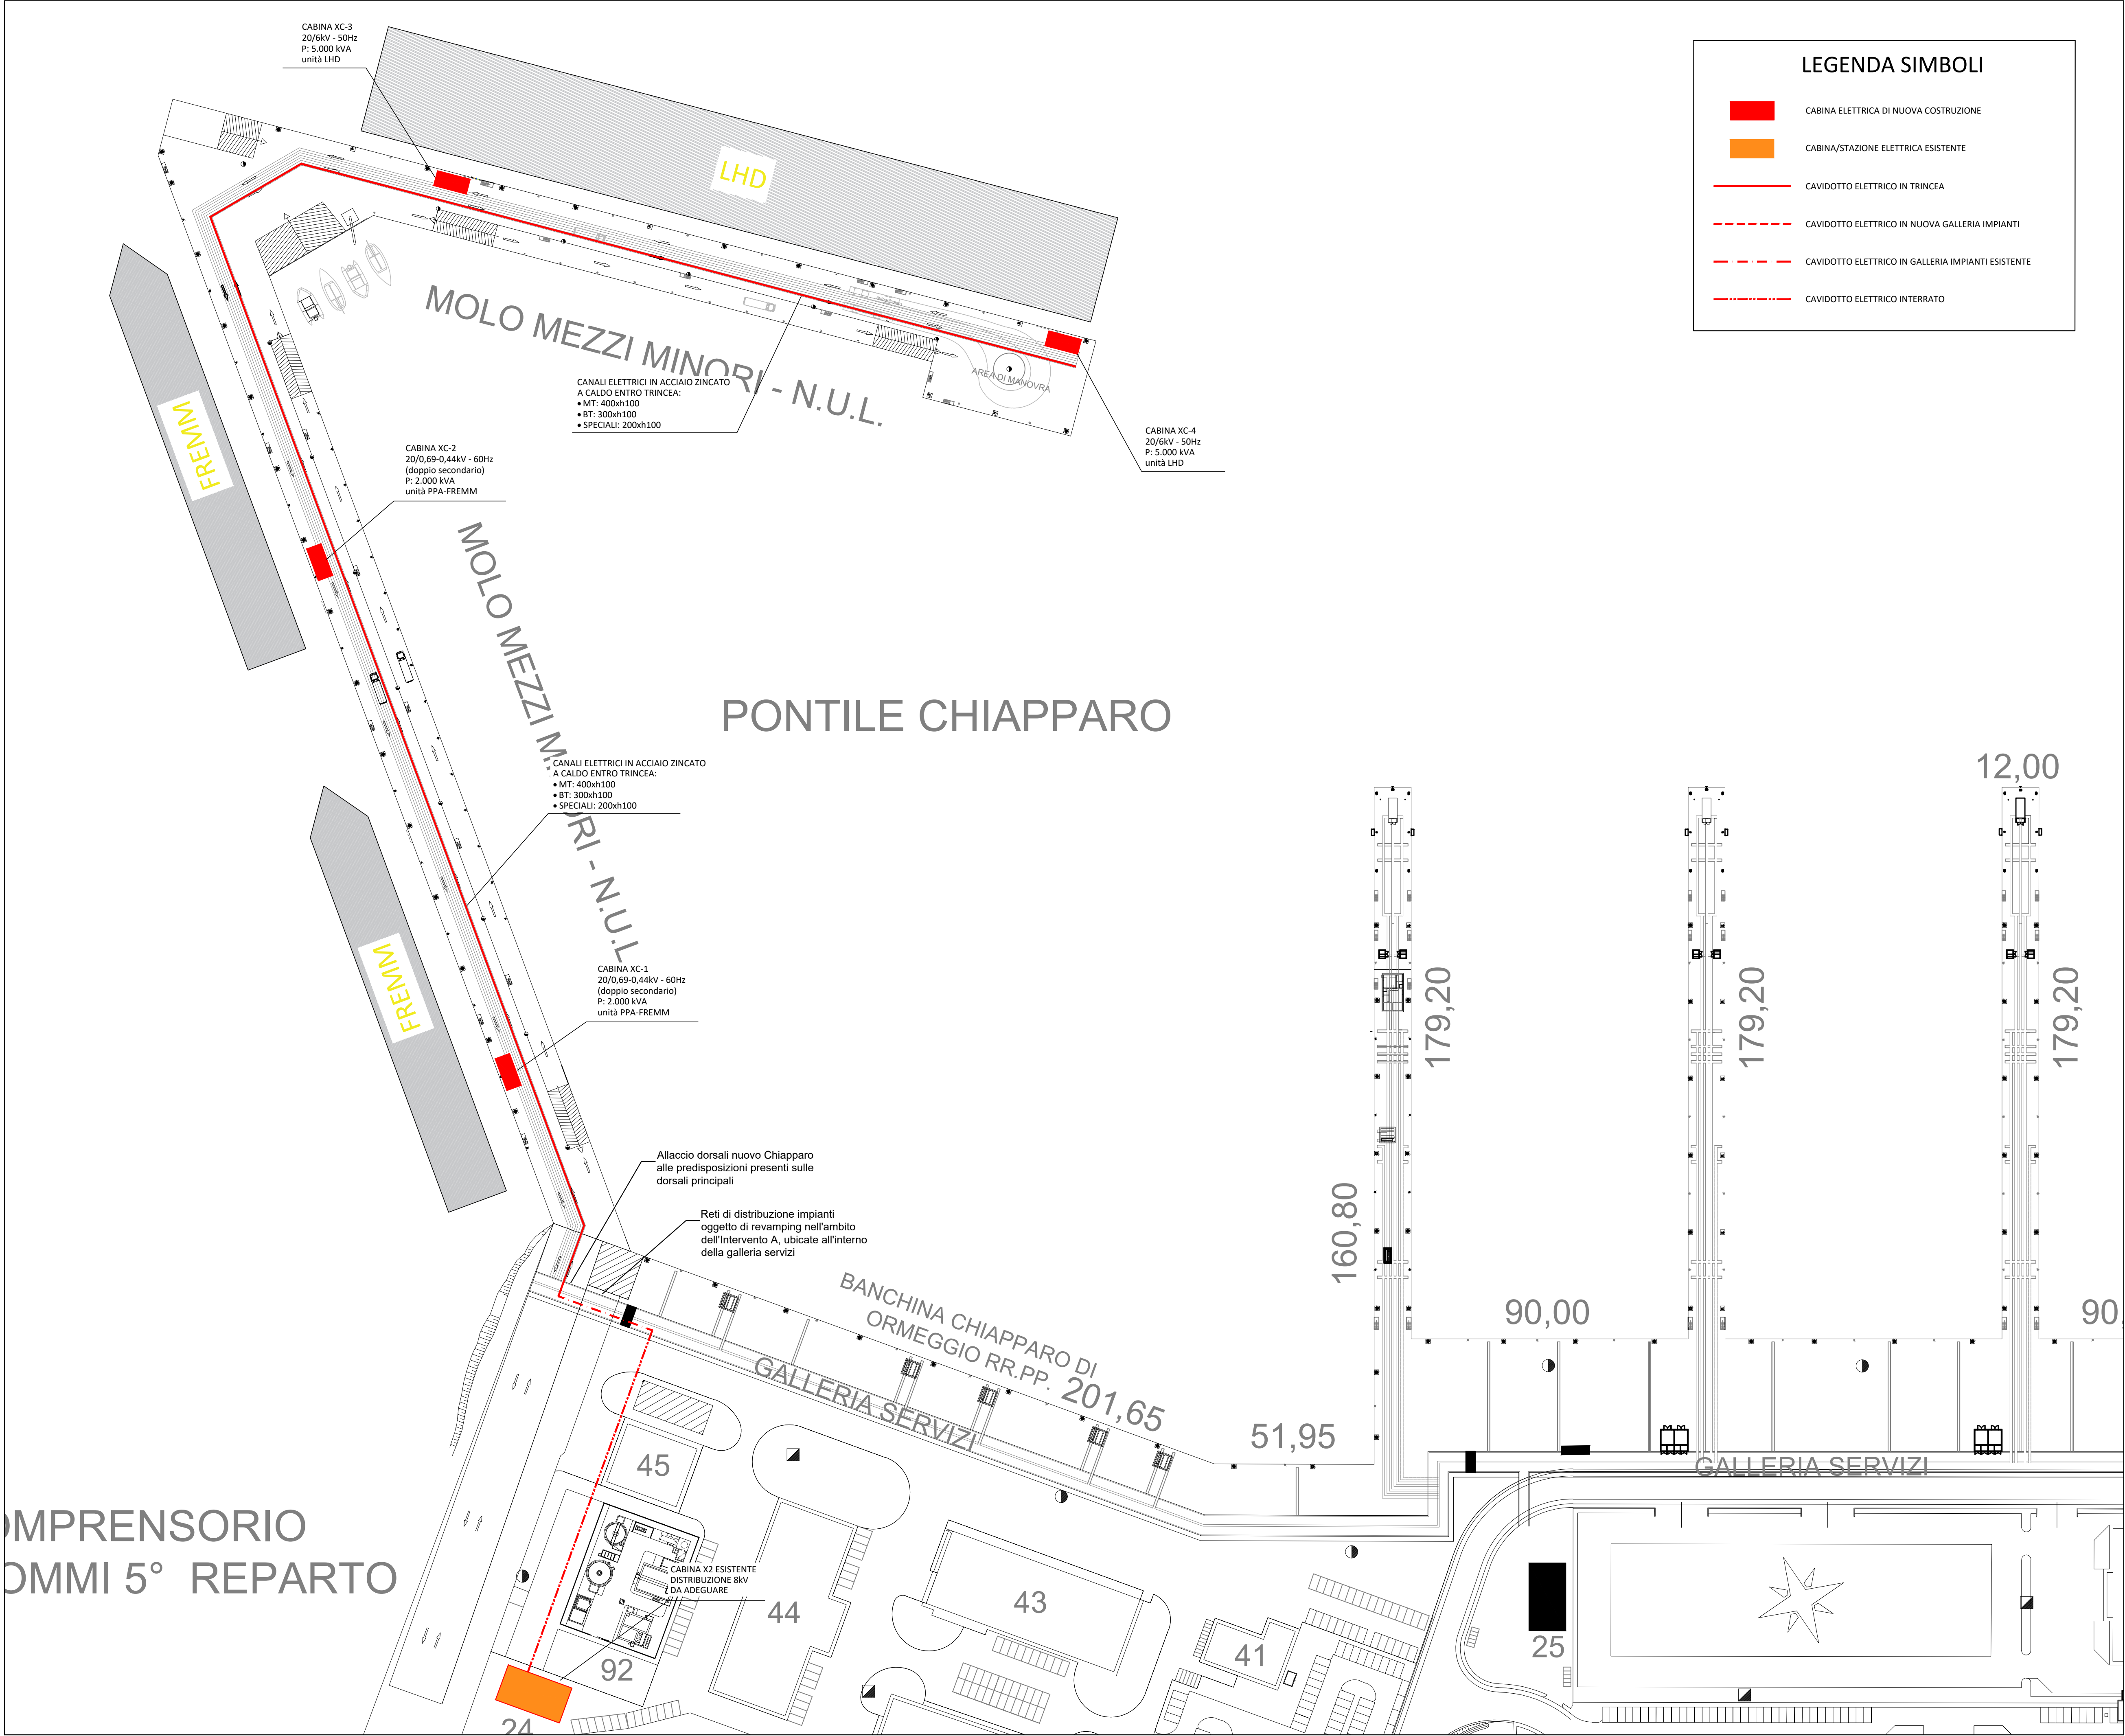 CABINA XC-3
20/6kV - 50Hz
P: 5.000 kVA
unità LHD
LEGENDA SIMBOLI
CABINA ELETTRICA DI NUOVA COSTRUZIONE
CABINA/STAZIONE ELETTRICA ESISTENTE
CAVIDOTTO ELETTRICO IN TRINCEA
CAVIDOTTO ELETTRICO IN NUOVA GALLERIA IMPIANTI
CAVIDOTTO ELETTRICO IN GALLERIA IMPIANTI ESISTENTE
CAVIDOTTO ELETTRICO INTERRATO
LHD
MOLO MEZZI MINORI - N.U.L.
AREA DI MANOVRA
CANALI ELETTRICI IN ACCIAIO ZINCATO
A CALDO ENTRO TRINCEA:
• MT: 400xh100
• BT: 300xh100
• SPECIALI: 200xh100
CABINA XC-4
20/6kV - 50Hz
P: 5.000 kVA
unità LHD
FREMM
CABINA XC-2
20/0,69-0,44kV - 60Hz
(doppio secondario)
P: 2.000 kVA
unità PPA-FREMM
MOLO MEZZI M. ORI - N.U.L
PONTILE CHIAPPARO
CANALI ELETTRICI IN ACCIAIO ZINCATO
A CALDO ENTRO TRINCEA:
• MT: 400xh100
• BT: 300xh100
• SPECIALI: 200xh100
12,00
FREMM
CABINA XC-1
20/0,69-0,44kV - 60Hz
(doppio secondario)
P: 2.000 kVA
unità PPA-FREMM
179,20
179,20
179,20
Allaccio dorsali nuovo Chiapparo
alle predisposizioni presenti sulle
dorsali principali
Reti di distribuzione impianti
oggetto di revamping nell'ambito
dell'Intervento A, ubicate all'interno
della galleria servizi
160,80
BANCHINA CHIAPPARO DI
ORMEGGIO RR.PP. 201,65
90,00
90,
GALLERIA SERVIZI
51,95
GALLERIA SERVIZI
45
OMPRENSORIO
OMMI 5° REPARTO
CABINA X2 ESISTENTE
DISTRIBUZIONE 8kV
DA ADEGUARE
44
43
41
25
92
24